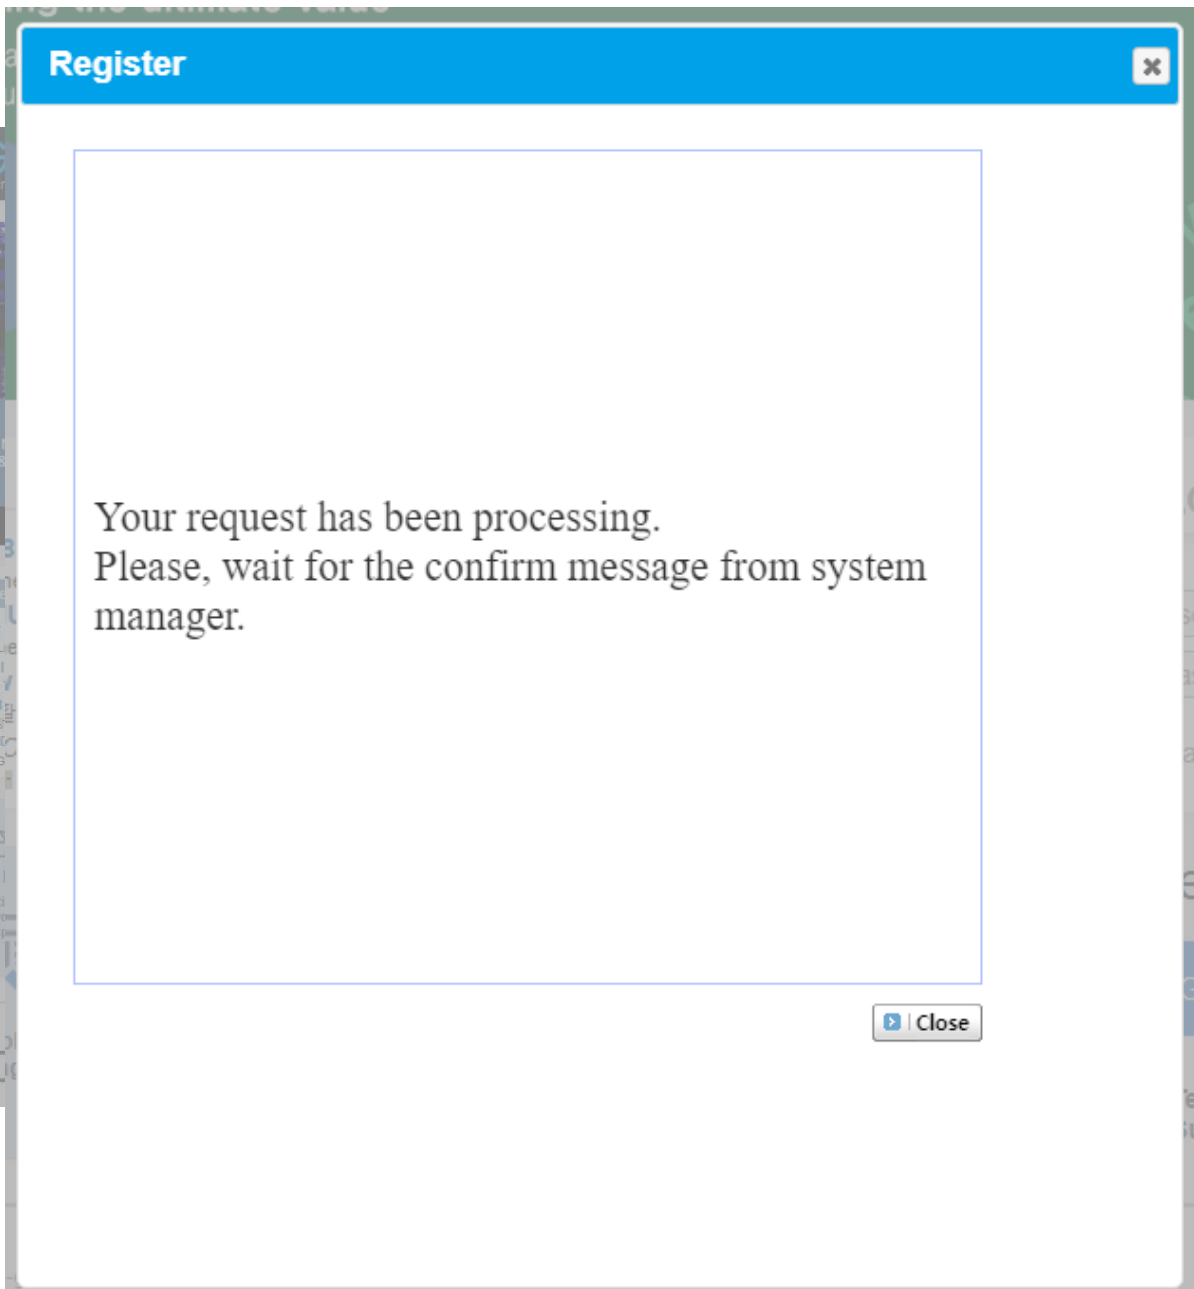 Register
Your request has been processing.
Please, wait for the confirm message from system
manager.
Close